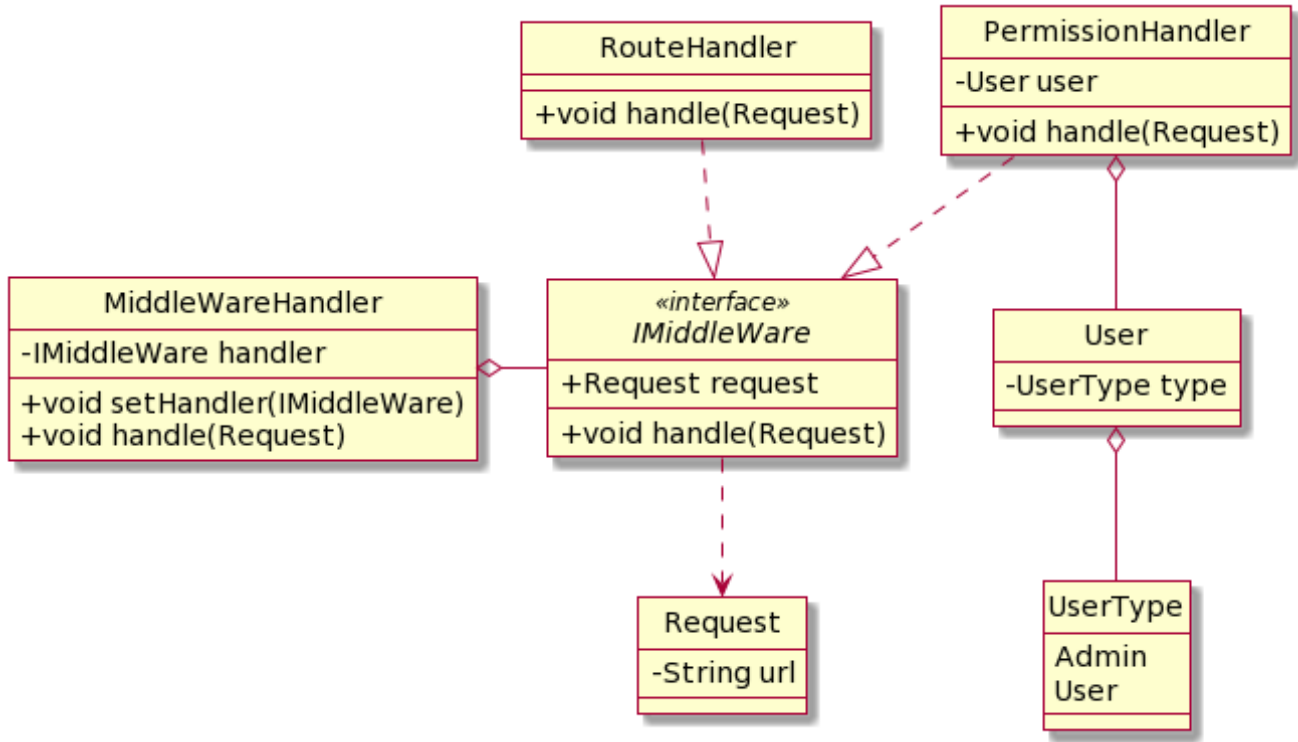 RouteHandler
+void handle(Request)
PermissionHandler
-User user
+void handle(Request)
MiddleWareHandler
-IMiddleWare handler
+void setHandler(IMiddleWare)
+void handle(Request)
«interface»
IMiddleWare
+Request request
+void handle(Request)
User
-UserType type
Request
-String url
UserType
Admin
User